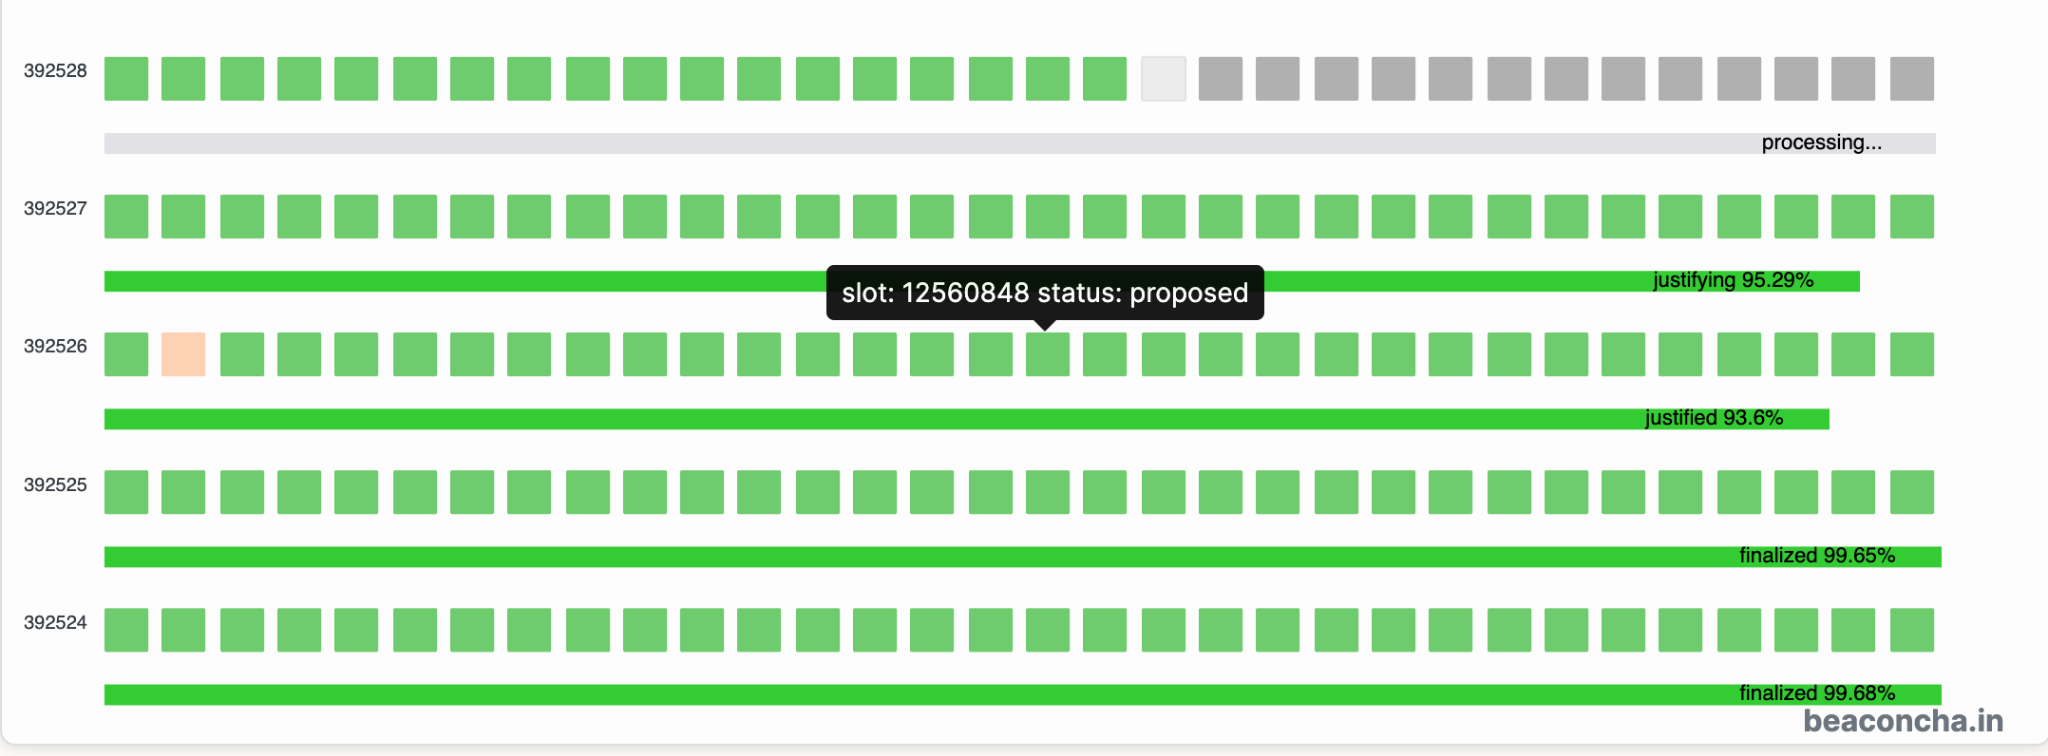 392528
processing...
392527
justifying 95.29%
slot: 12560848 status: proposed
392526
justified 93.6%
392525
finalized 99.65%
392524
finalized 99.68%
beaconcha.in